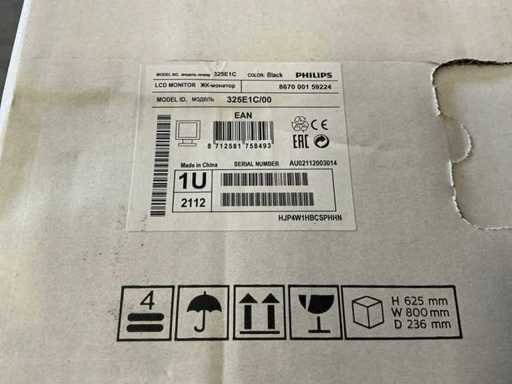 MODEL NO. МОДЕЛЬ. НОМЕР 325E1C COLOR: Black PHILIPS
LCD MONITOR ЖК-монитор 8670 001 59224
MODEL ID. МОДЕЛЬ 325E1C/00
EAN
8 712581 758493
CE
EAC
Made in China SERIAL NUMBER AU02112003014
1U
2112
HJP4W1HBCSPHHN
4
H 625 mm
W 800 mm
D 236 mm